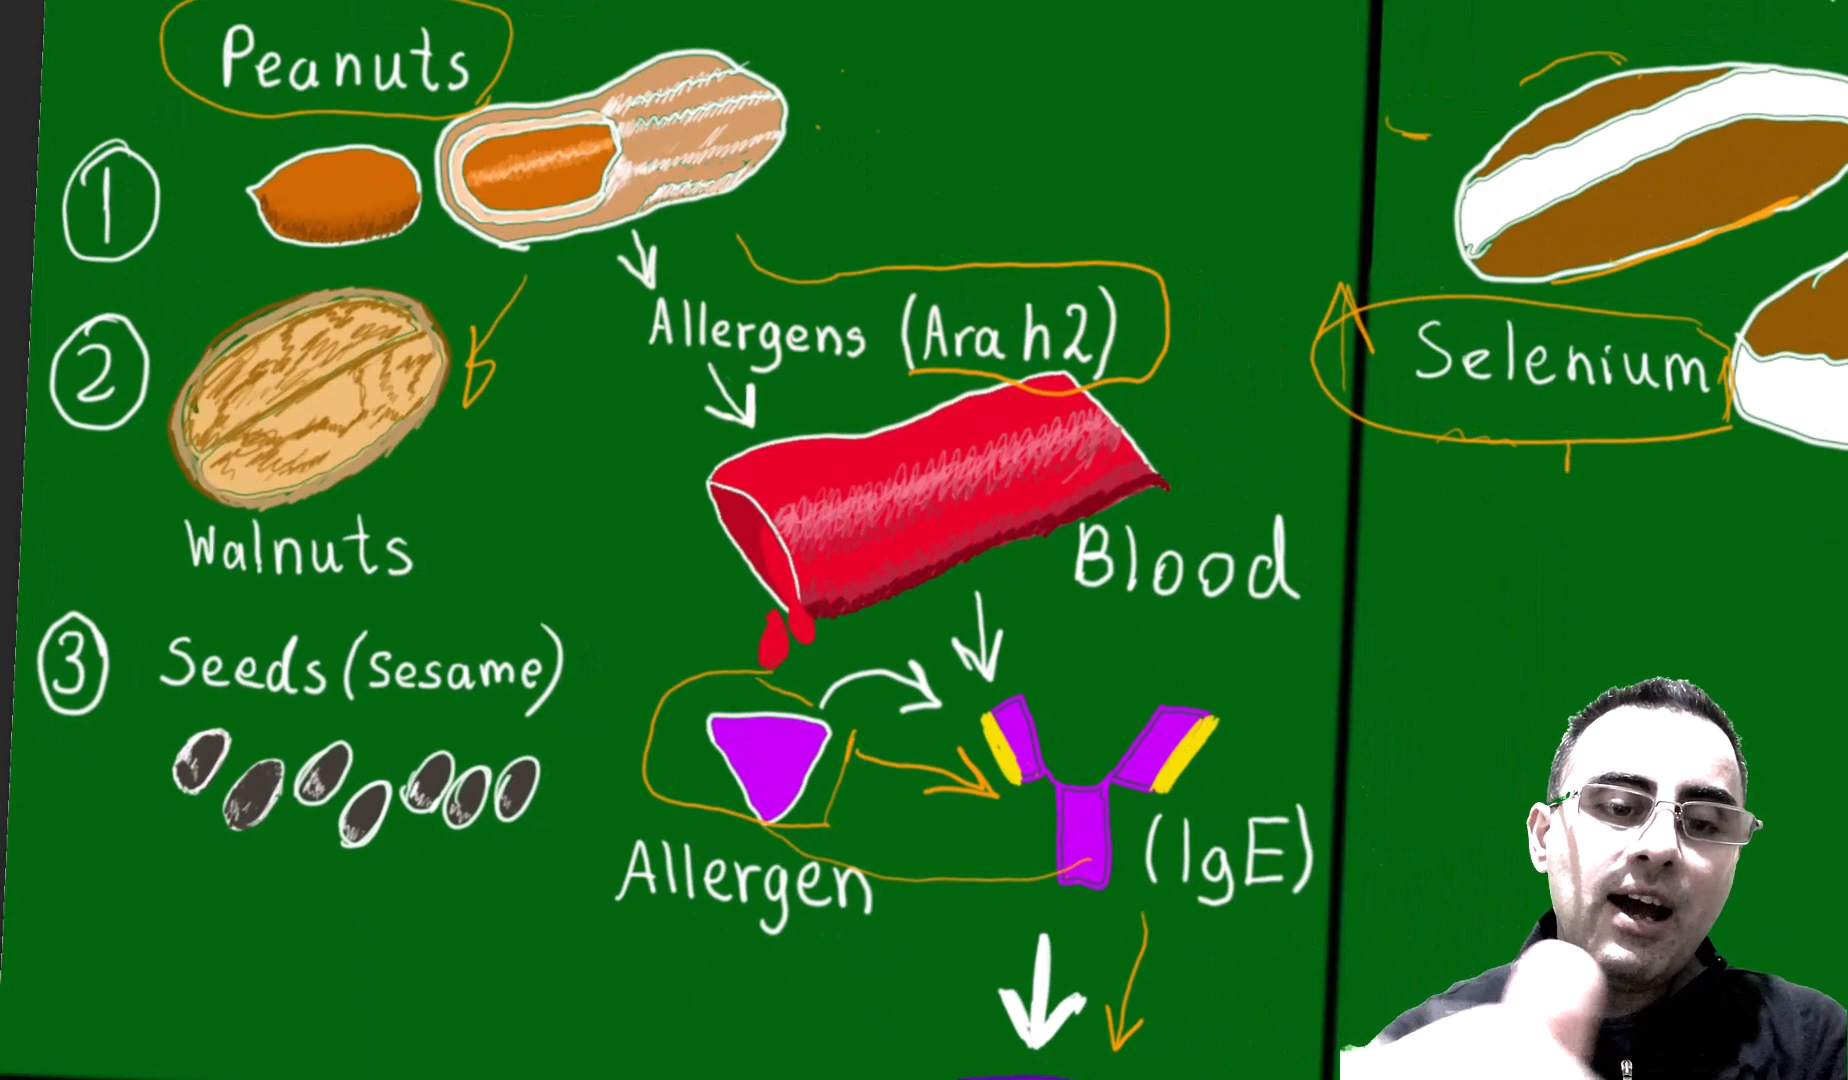 Peanuts
1
Allergens (Ara h2)
2
Selenium
Walnuts
Blood
3 Seeds (Sesame)
Allergen
(IgE)